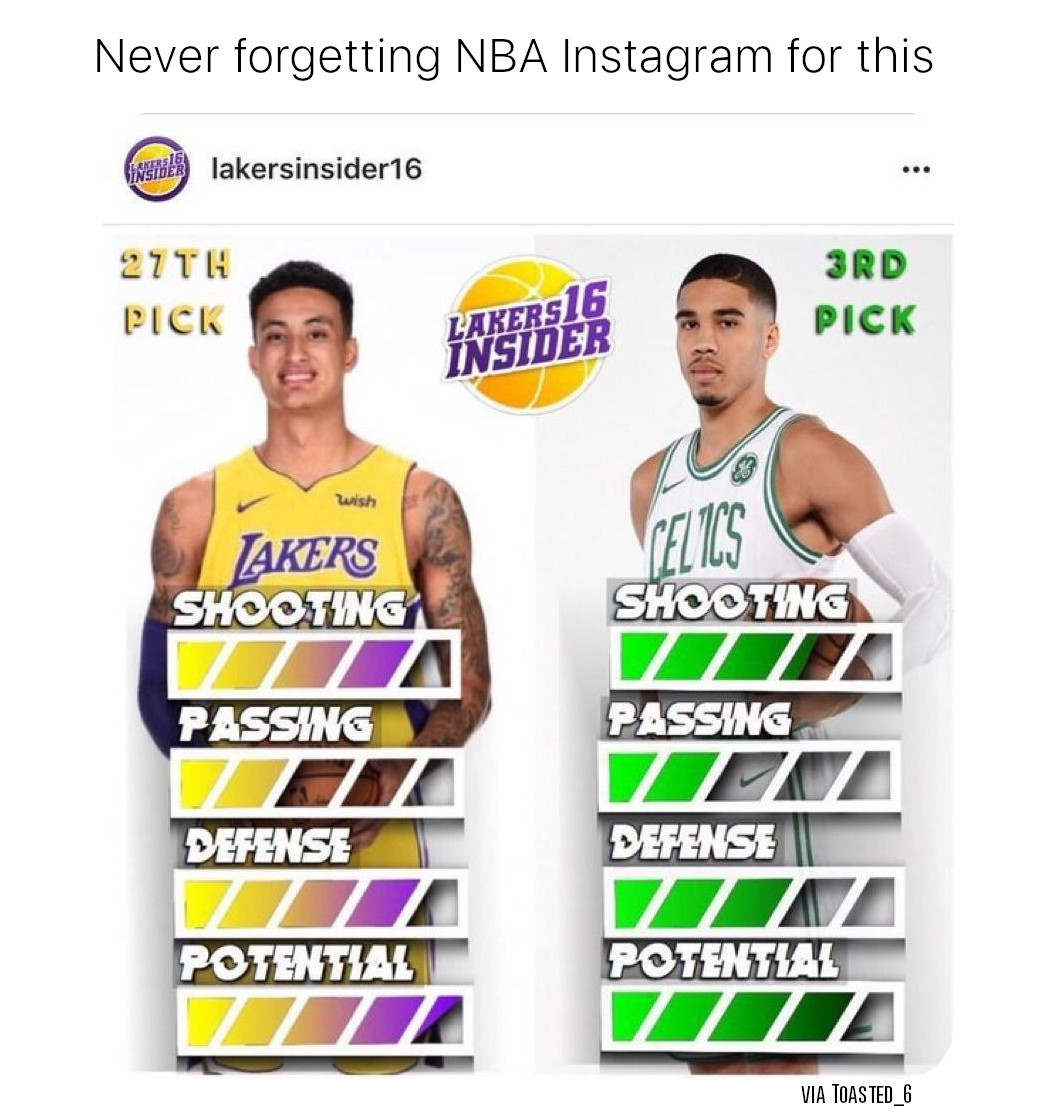 Never forgetting NBA Instagram for this
LAKERS16
INSIDER
lakersinsider16
27TH
PICK
LAKERS16
INSIDER
3RD
PICK
wish
LAKERS
CELTICS
SHOOTING
SHOOTING
PASSING
PASSING
DEFENSE
DEFENSE
POTENTIAL
POTENTIAL
VIA TOASTED_6